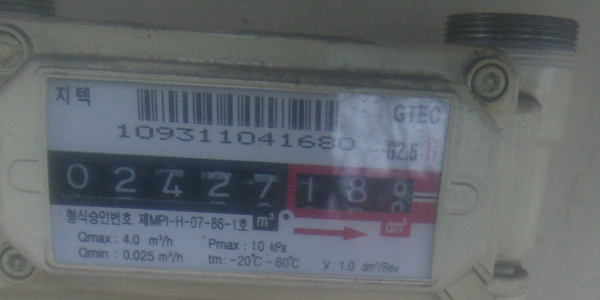 지텍 GTEC
109311041680 G2.5
02427 18
형식승인번호 제MPI-H-07-86-1호 m³ dm³
Qmax : 4.0 m³/h Pmax : 10 kPa
Qmin : 0.025 m³/h tm : -20℃ ~ 60℃ V : 1.0 dm³/Rev